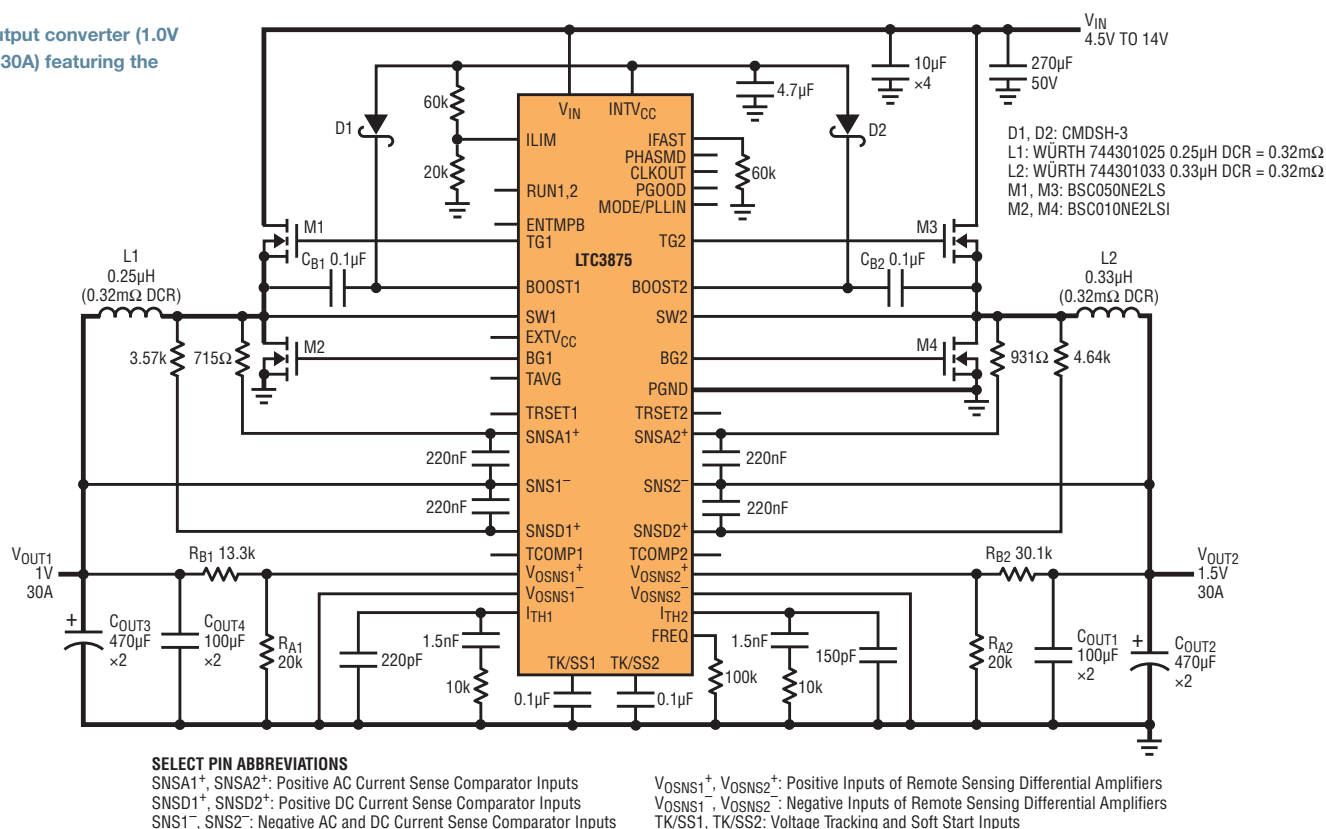 utput converter (1.0V
30A) featuring the
VIN
4.5V TO 14V
10µF
×4
270µF
50V
4.7µF
60k
D1
D2
VIN
INTVCC
ILIM
20k
RUN1,2
ENTMPB
TG1
LTC3875
IFAST
PHASMD
CLKOUT
PGOOD
MODE/PLLIN
60k
TG2
D1, D2: CMDSH-3
L1: WÜRTH 744301025 0.25µH DCR = 0.32mΩ
L2: WÜRTH 744301033 0.33µH DCR = 0.32mΩ
M1, M3: BSC050NE2LS
M2, M4: BSC010NE2LSI
M1
M3
L1
0.25µH
(0.32mΩ DCR)
CB1 0.1µF
BOOST1
BOOST2
CB2 0.1µF
L2
0.33µH
(0.32mΩ DCR)
SW1
SW2
EXTVCC
3.57k
715Ω
M2
BG1
BG2
M4
931Ω
4.64k
TAVG
PGND
TRSET1
TRSET2
SNSA1+
SNSA2+
220nF
220nF
SNS1–
SNS2–
220nF
220nF
SNSD1+
SNSD2+
TCOMP1
TCOMP2
VOUT1
1V
30A
RB1 13.3k
VOSNS1+
VOSNS2+
RB2 30.1k
VOUT2
1.5V
30A
VOSNS1–
VOSNS2–
ITH1
ITH2
FREQ
+
COUT3
470µF
×2
COUT4
100µF
×2
RA1
20k
220pF
1.5nF
10k
TK/SS1
TK/SS2
0.1µF
0.1µF
100k
1.5nF
10k
150pF
RA2
20k
COUT1
100µF
×2
+
COUT2
470µF
×2
SELECT PIN ABBREVIATIONS
SNSA1+, SNSA2+: Positive AC Current Sense Comparator Inputs
SNSD1+, SNSD2+: Positive DC Current Sense Comparator Inputs
SNS1–, SNS2–: Negative AC and DC Current Sense Comparator Inputs
VOSNS1+, VOSNS2+: Positive Inputs of Remote Sensing Differential Amplifiers
VOSNS1–, VOSNS2–: Negative Inputs of Remote Sensing Differential Amplifiers
TK/SS1, TK/SS2: Voltage Tracking and Soft Start Inputs